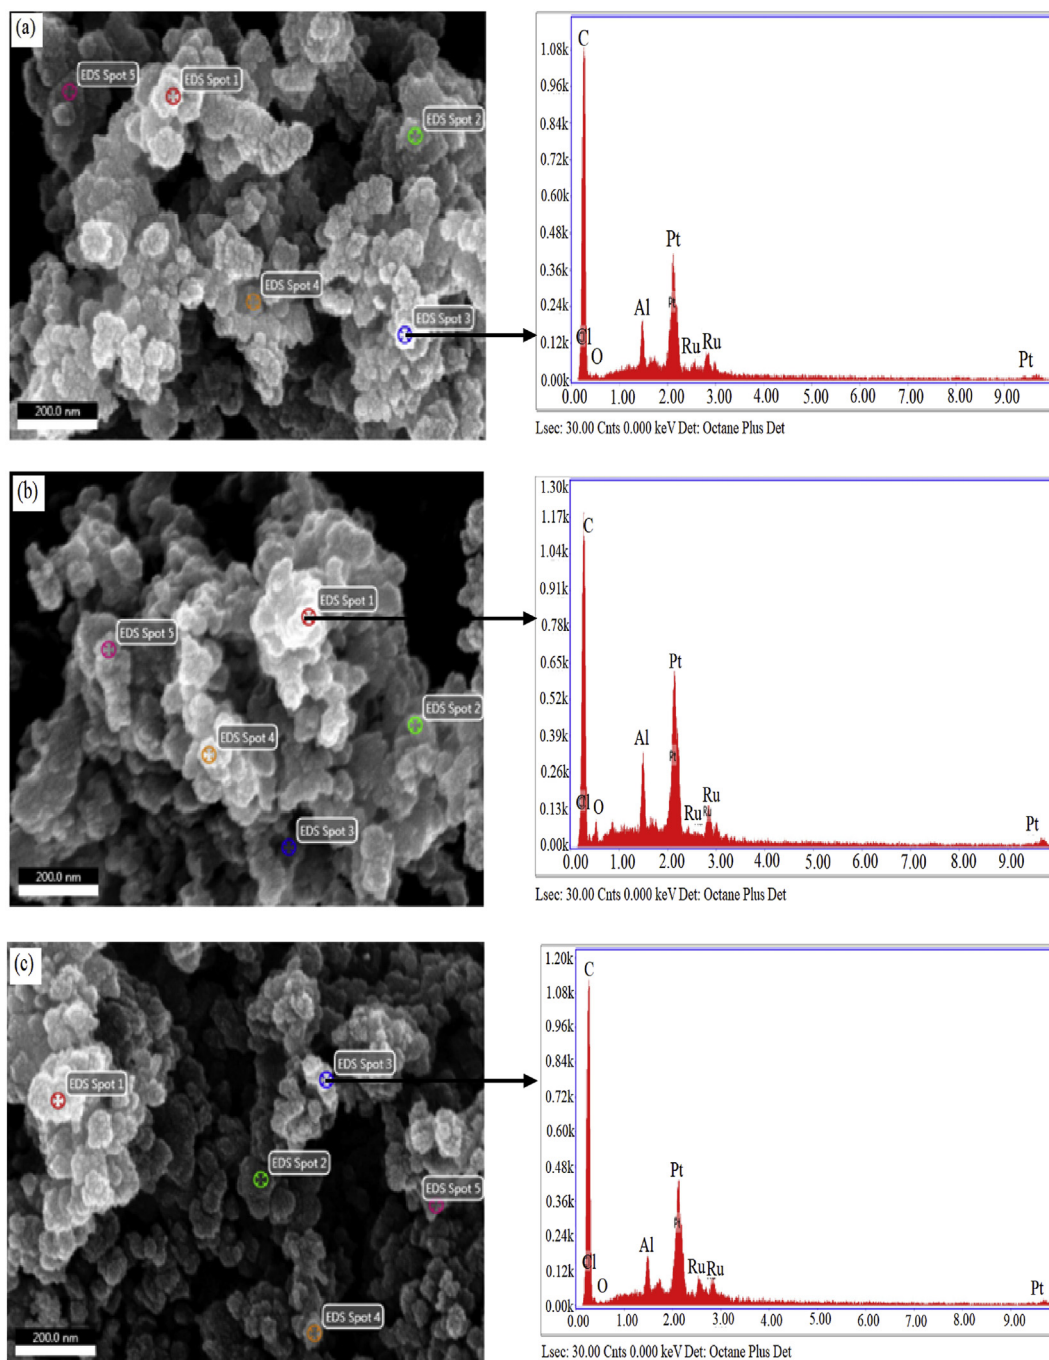 (a)
EDS Spot 5
EDS Spot 1
EDS Spot 2
EDS Spot 4
EDS Spot 3
200.0 nm
C
1.08k
0.96k
0.84k
0.72k
0.60k
0.48k
Pt
0.36k
0.24k
Al
Pt
0.12k
Cl
O
Ru
Ru
Pt
0.00k
0.00 1.00 2.00 3.00 4.00 5.00 6.00 7.00 8.00 9.00
Lsec: 30.00 Cnts 0.000 keV Det: Octane Plus Det
(b)
EDS Spot 1
EDS Spot 5
EDS Spot 2
EDS Spot 4
EDS Spot 3
200.0 nm
1.30k
1.17k
C
1.04k
0.91k
0.78k
0.65k
Pt
0.52k
0.39k
Al
Pt
0.26k
0.13k
Cl
O
Ru
Ru
Ru
Pt
0.00k
0.00 1.00 2.00 3.00 4.00 5.00 6.00 7.00 8.00 9.00
Lsec: 30.00 Cnts 0.000 keV Det: Octane Plus Det
(c)
EDS Spot 3
EDS Spot 1
EDS Spot 2
EDS Spot 5
EDS Spot 4
200.0 nm
1.20k
C
1.08k
0.96k
0.84k
0.72k
0.60k
0.48k
Pt
0.36k
Pt
0.24k
Al
0.12k
Cl
O
Ru
Ru
Pt
0.00k
0.00 1.00 2.00 3.00 4.00 5.00 6.00 7.00 8.00 9.00
Lsec: 30.00 Cnts 0.000 keV Det: Octane Plus Det